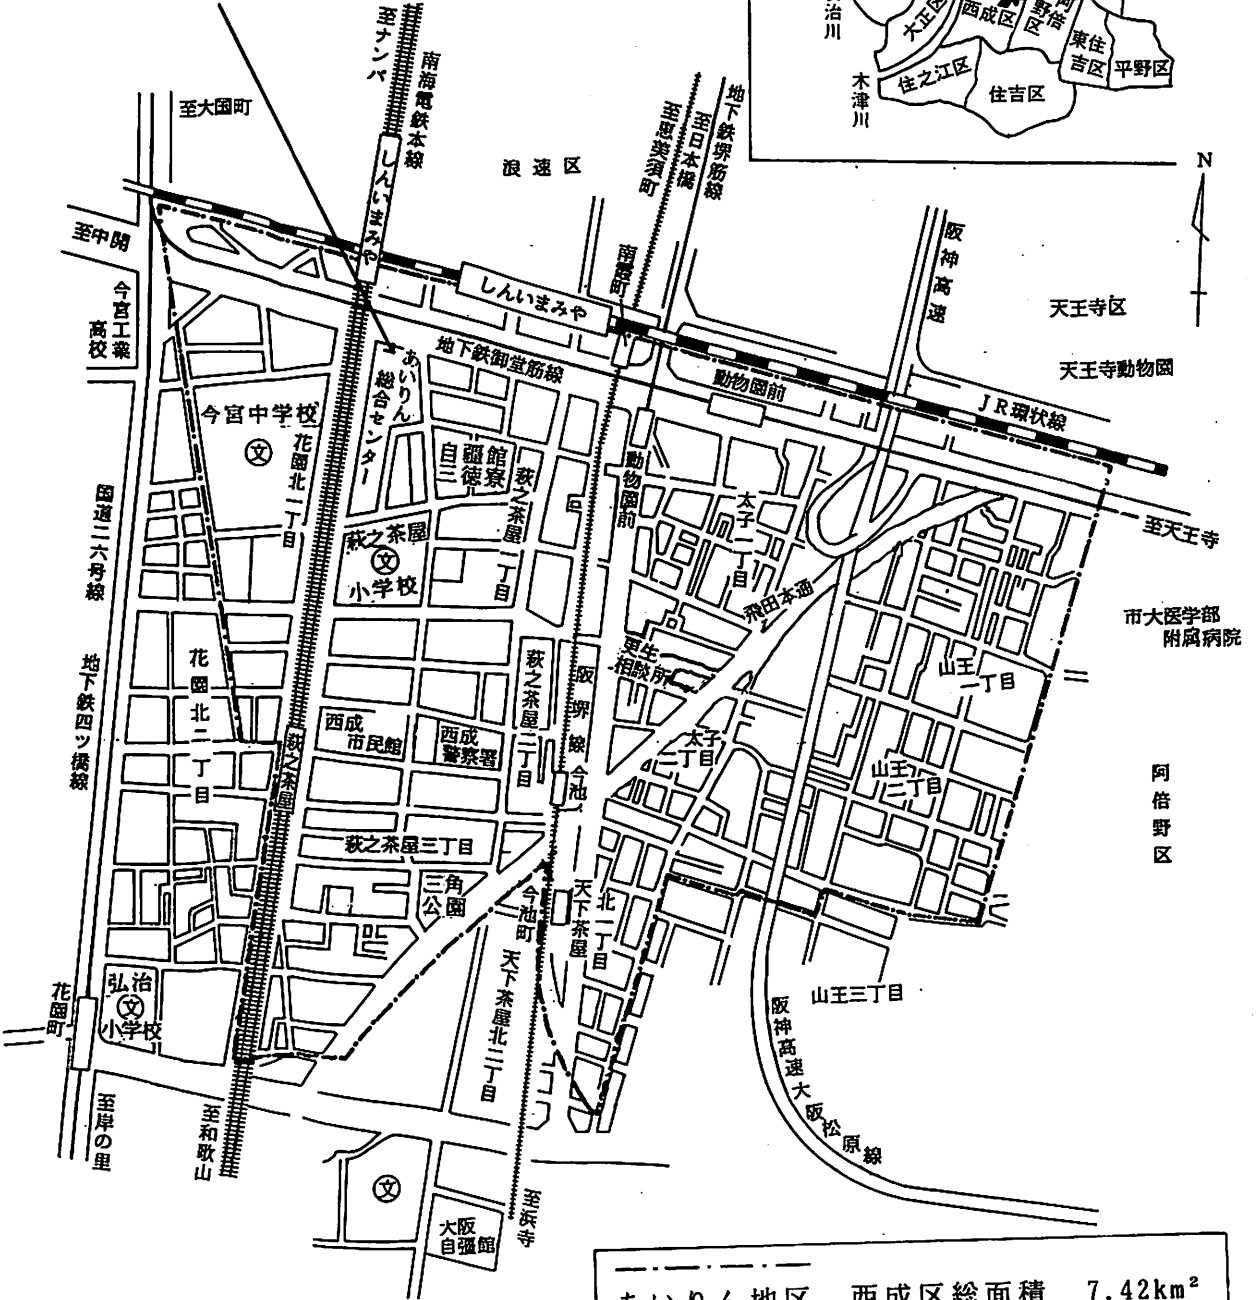 至ナンバ
南海電鉄本線
至大国町
しんいまみや
浪速区
至恵美須町
至日本橋
地下鉄堺筋線
治川
大正区
西成区
阿倍野区
東住吉区
平野区
住之江区
住吉区
木津川
N
至中開
今宮工業
高校
南霞町
しんいまみや
阪神高速
天王寺区
天王寺動物園
地下鉄御堂筋線
動物園前
JR環状線
あいりん
総合センター
今宮中学校
文
花園北一丁目
自彊館
三徳寮
萩之茶屋一丁目
動物園前
太子一丁目
至天王寺
国道二六号線
萩之茶屋
文
小学校
飛田本通
市大医学部
附属病院
更生
相談所
山王
一丁目
地下鉄四ツ橋線
花園北二丁目
萩之茶屋
西成
市民館
西成
警察署
萩之茶屋二丁目
阪堺線
今池
太子
二丁目
山王
二丁目
阿倍野区
萩之茶屋三丁目
三角
公園
今池町
天下茶屋北一丁目
天下茶屋北二丁目
山王三丁目
阪神高速大阪松原線
弘治
文
小学校
花園町
至岸の里
至和歌山
文
大阪
自彊館
至浜寺
あいりん地区 西成区総面積 7.42km²